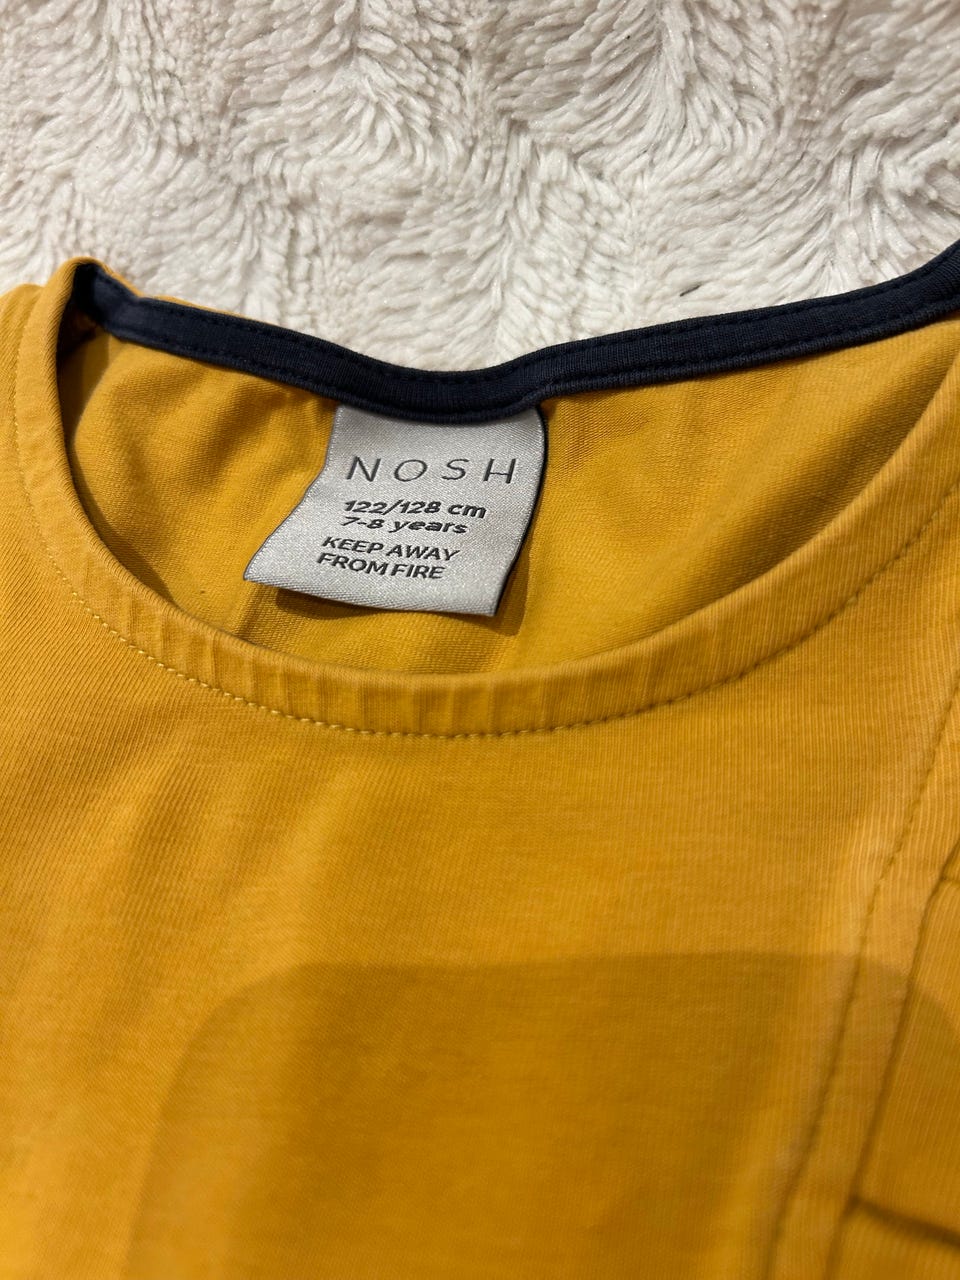 NOSH
122/128 cm
7-8 years
KEEP AWAY
FROM FIRE